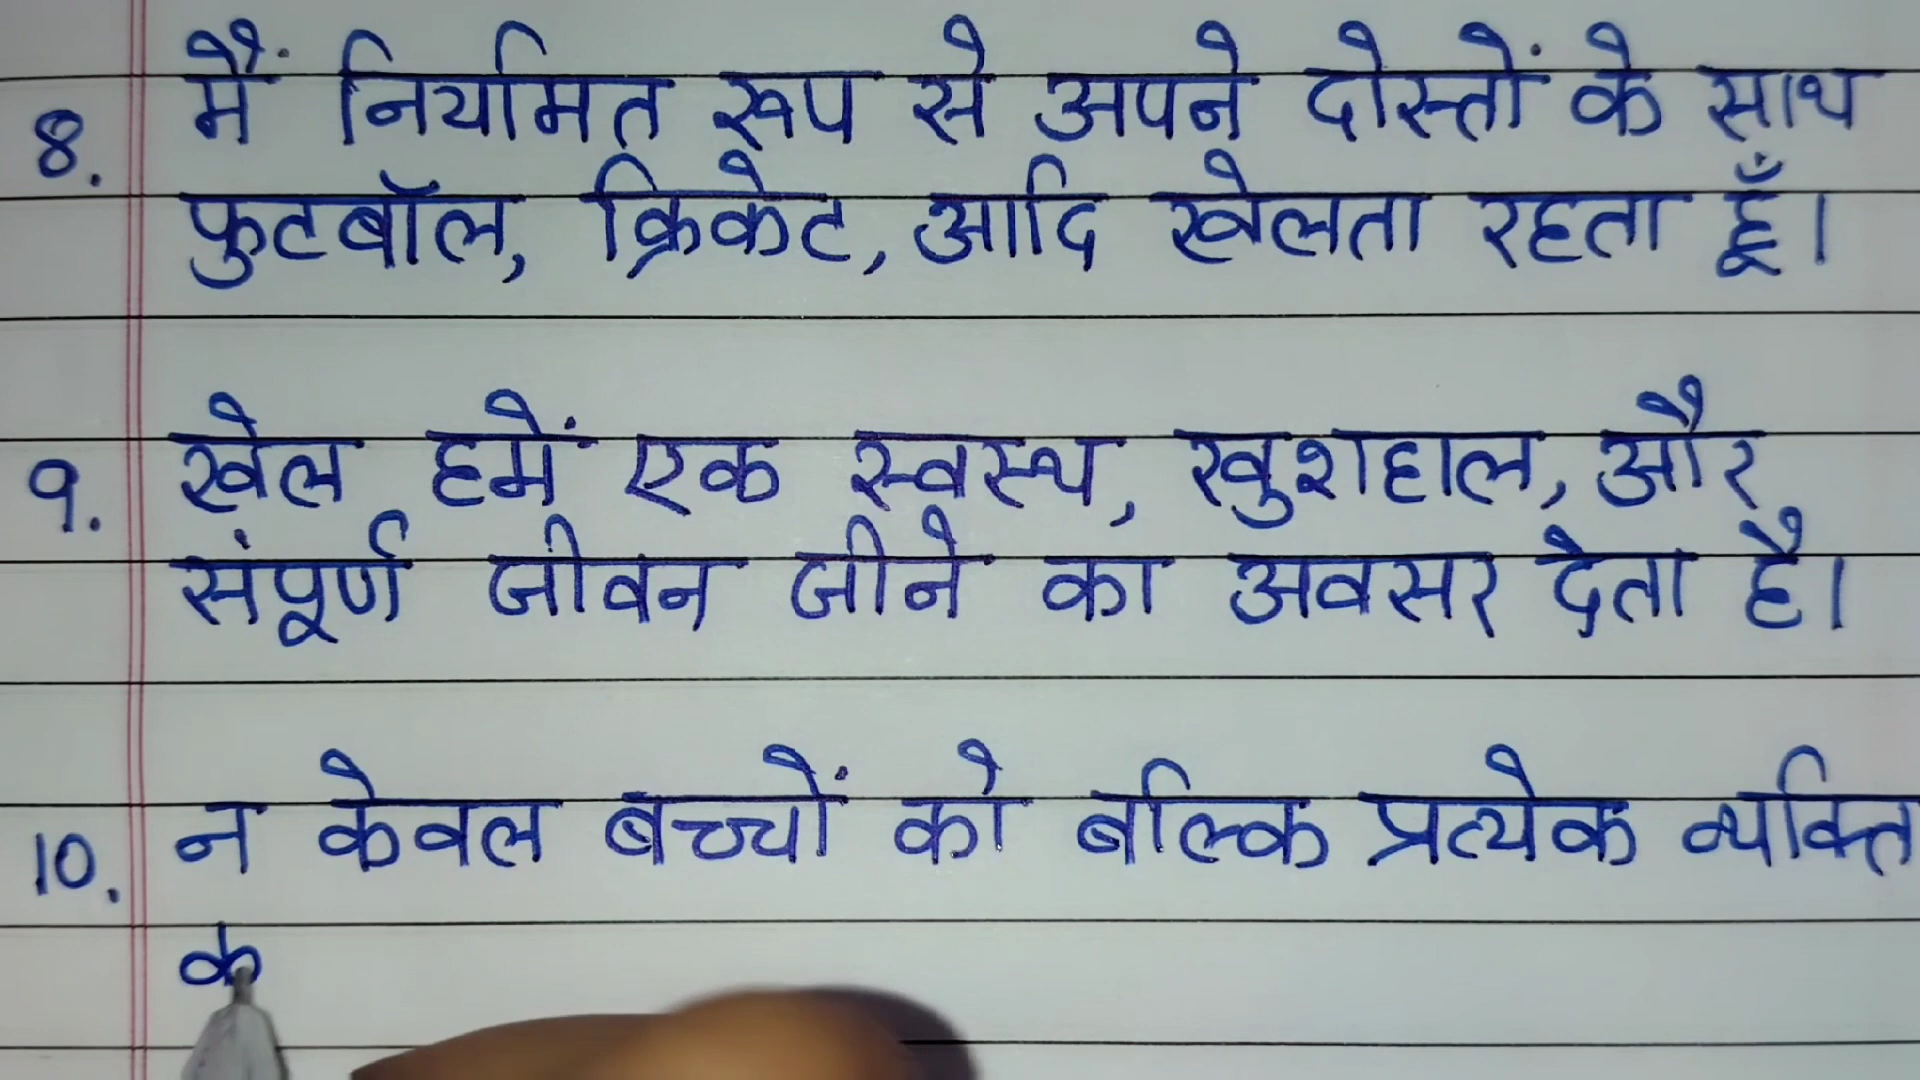 8. मैं नियमित रूप से अपने दोस्तों के साथ
फुटबॉल, क्रिकेट, आदि खेलता रहता हूँ।
9. खेल हमें एक स्वस्थ, खुशहाल, और
संपूर्ण जीवन जीने का अवसर देता है।
10. न केवल बच्चों को बल्कि प्रत्येक व्यक्ति
क